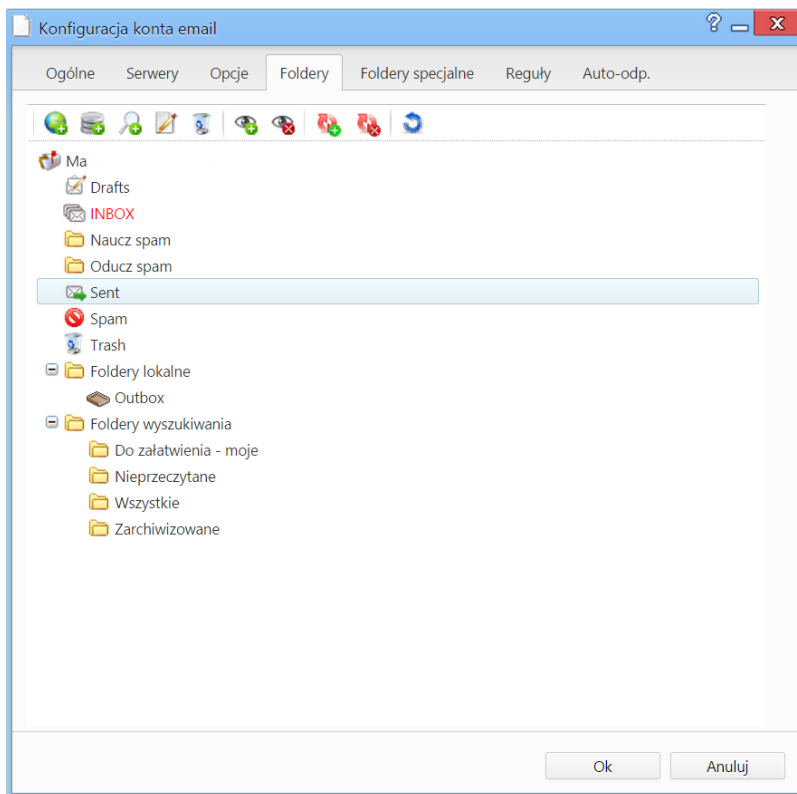 Konfiguracja konta email
Ogólne Serwery Opcje Foldery Foldery specjalne Reguły Auto-odp.
Ma
Drafts
INBOX
Naucz spam
Oducz spam
Sent
Spam
Trash
Foldery lokalne
Outbox
Foldery wyszukiwania
Do załatwienia - moje
Nieprzeczytane
Wszystkie
Zarchiwizowane
Ok Anuluj